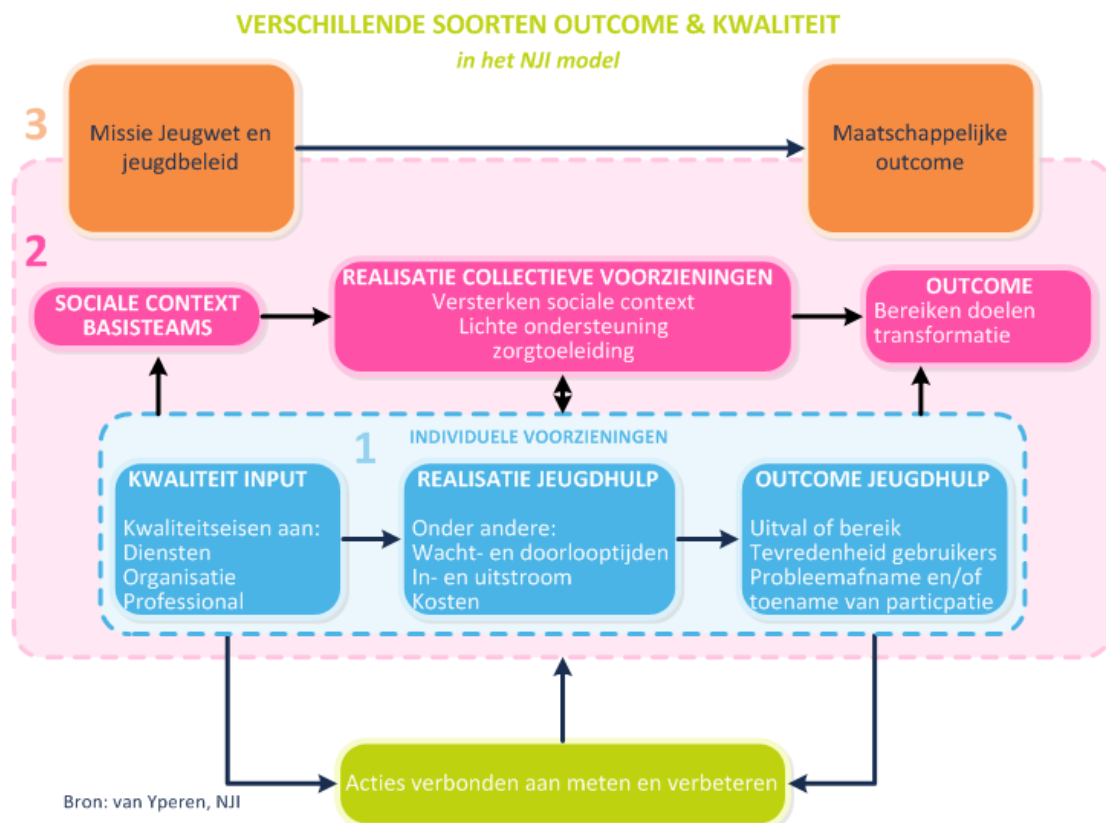 VERSCHILLENDE SOORTEN OUTCOME & KWALITEIT
in het NJI model
3
Missie Jeugwet en
jeugdbeleid
Maatschappelijke
outcome
2
SOCIALE CONTEXT
BASISTEAMS
REALISATIE COLLECTIEVE VOORZIENINGEN
Versterken sociale context
Lichte ondersteuning
zorgtoeleiding
OUTCOME
Bereiken doelen
transformatie
1
INDIVIDUELE VOORZIENINGEN
KWALITEIT INPUT
Kwaliteitseisen aan:
Diensten
Organisatie
Professional
REALISATIE JEUGDHULP
Onder andere:
Wacht- en doorlooptijden
In- en uitstroom
Kosten
OUTCOME JEUGDHULP
Uitval of bereik
Tevredenheid gebruikers
Probleemafname en/of
toename van particpatie
Acties verbonden aan meten en verbeteren
Bron: van Yperen, NJI